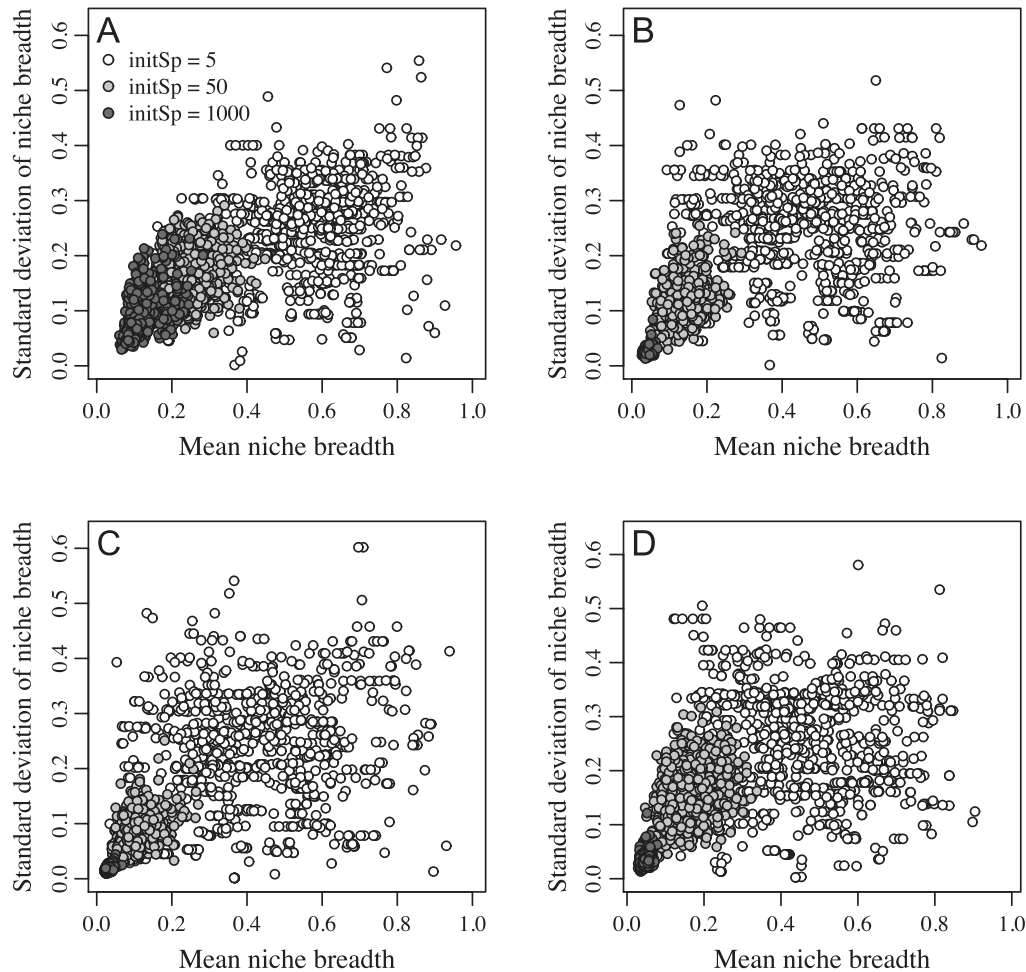 A
initSp = 5
initSp = 50
initSp = 1000
Standard deviation of niche breadth
0.6
0.5
0.4
0.3
0.2
0.1
0.0
0.0 0.2 0.4 0.6 0.8 1.0
Mean niche breadth
B
Standard deviation of niche breadth
0.6
0.5
0.4
0.3
0.2
0.1
0.0
0.0 0.2 0.4 0.6 0.8 1.0
Mean niche breadth
C
Standard deviation of niche breadth
0.6
0.5
0.4
0.3
0.2
0.1
0.0
0.0 0.2 0.4 0.6 0.8 1.0
Mean niche breadth
D
Standard deviation of niche breadth
0.6
0.5
0.4
0.3
0.2
0.1
0.0
0.0 0.2 0.4 0.6 0.8 1.0
Mean niche breadth